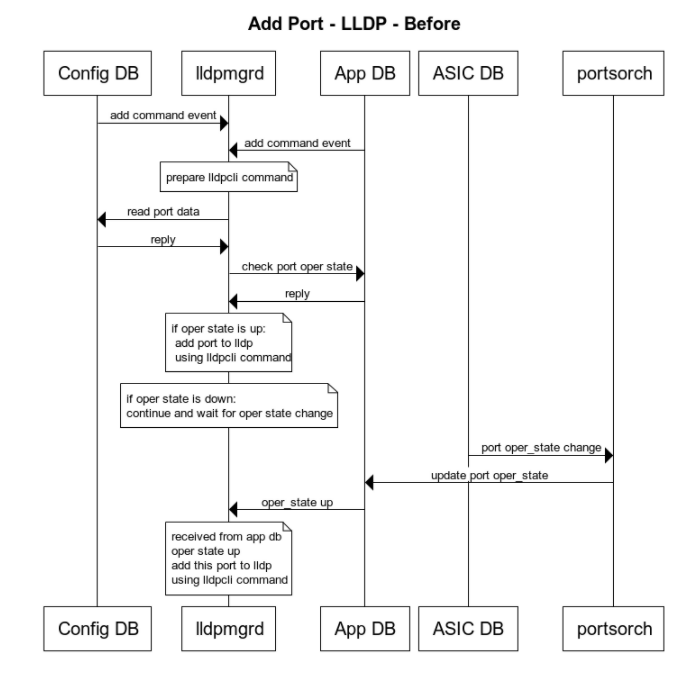 Add Port - LLDP - Before
Config DB
lldpmgrd
App DB
ASIC DB
portsorch
add command event
add command event
prepare lldpcli command
read port data
reply
check port oper state
reply
if oper state is up:
add port to lldp
using lldpcli command
if oper state is down:
continue and wait for oper state change
port oper_state change
update port oper_state
oper_state up
received from app db
oper state up
add this port to lldp
using lldpcli command
Config DB
lldpmgrd
App DB
ASIC DB
portsorch